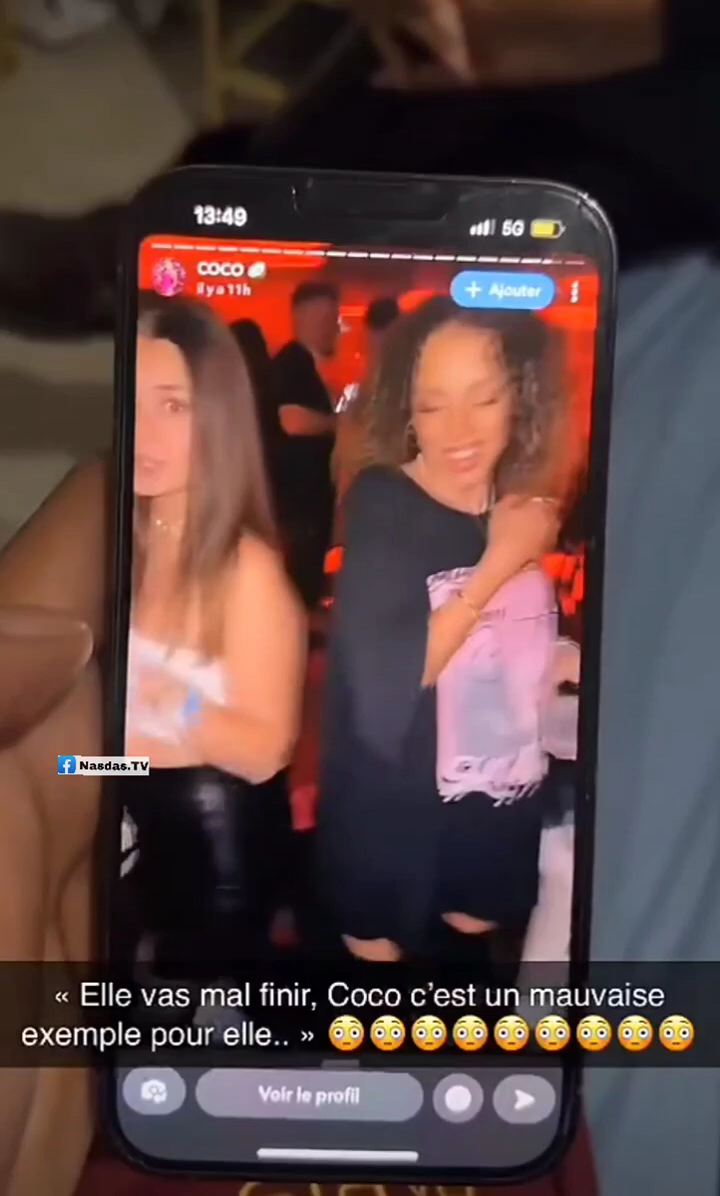 13:49
5G
COCO
il y a 11h
+ Ajouter
Nasdas.TV
« Elle vas mal finir, Coco c'est un mauvaise
exemple pour elle.. » 😳😳😳😳😳😳😳😳😳
Voir le profil